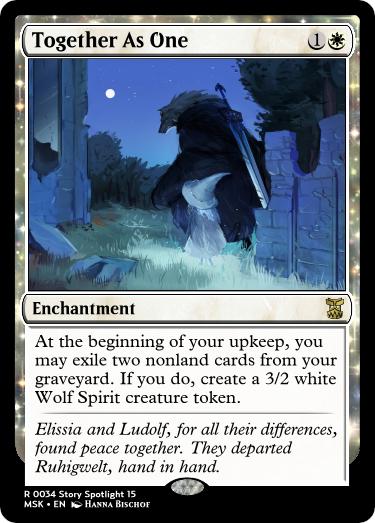 Together As One 1
Enchantment
At the beginning of your upkeep, you
may exile two nonland cards from your
graveyard. If you do, create a 3/2 white
Wolf Spirit creature token.
Elissia and Ludolf, for all their differences,
found peace together. They departed
Ruhigwelt, hand in hand.
R 0034 Story Spotlight 15
MSK • EN Hanna Bischof